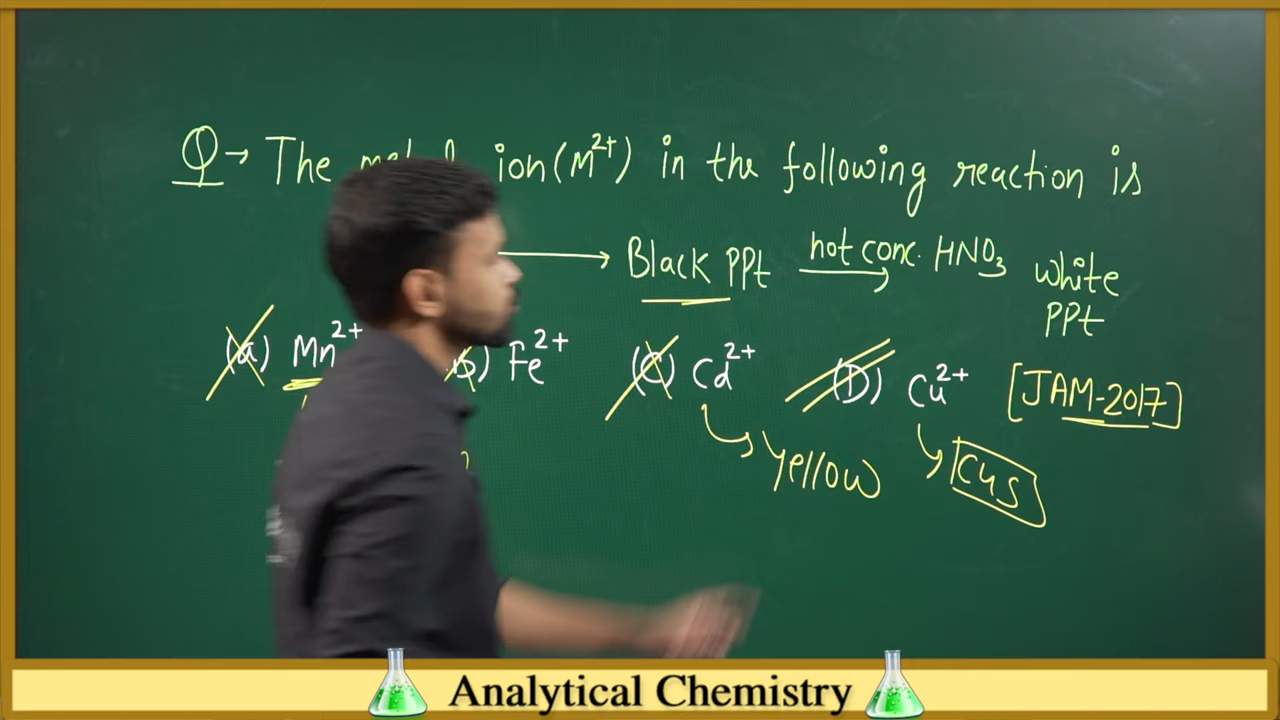 Q→ The ion (M²⁺) in the following reaction is
⟶ Black PPt ⟶ hot conc. HNO₃ white
PPt
(a) Mn²⁺ (b) Fe²⁺ (C) Cd²⁺ (D) Cu²⁺ [JAM-2017]
Yellow CuS
Analytical Chemistry